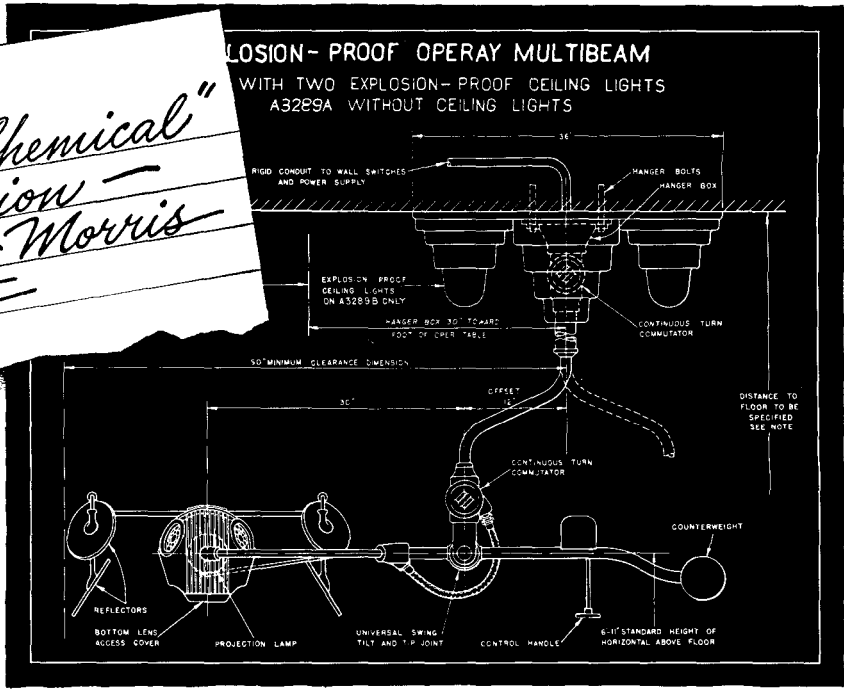 LOSION-PROOF OPERAY MULTIBEAM
WITH TWO EXPLOSION-PROOF CEILING LIGHTS
A3289A WITHOUT CEILING LIGHTS
hemical"
ion —
Morris
36"
RIGID CONDUIT TO WALL SWITCHES
AND POWER SUPPLY
HANGER BOLTS
HANGER BOX
EXPLOSION PROOF
CEILING LIGHTS
ON A3289B ONLY
HANGER BOX 30" TOWARD
FOOT OF OPER TABLE
CONTINUOUS TURN
COMMUTATOR
50" MINIMUM CLEARANCE DIMENSION
30"
OFFSET
12"
DISTANCE TO
FLOOR TO BE
SPECIFIED
SEE NOTE
CONTINUOUS TURN
COMMUTATOR
COUNTERWEIGHT
REFLECTORS
BOTTOM LENS
ACCESS COVER
PROJECTION LAMP
UNIVERSAL SWING
TILT AND TIP JOINT
CONTROL HANDLE
6'-11" STANDARD HEIGHT OF
HORIZONTAL ABOVE FLOOR